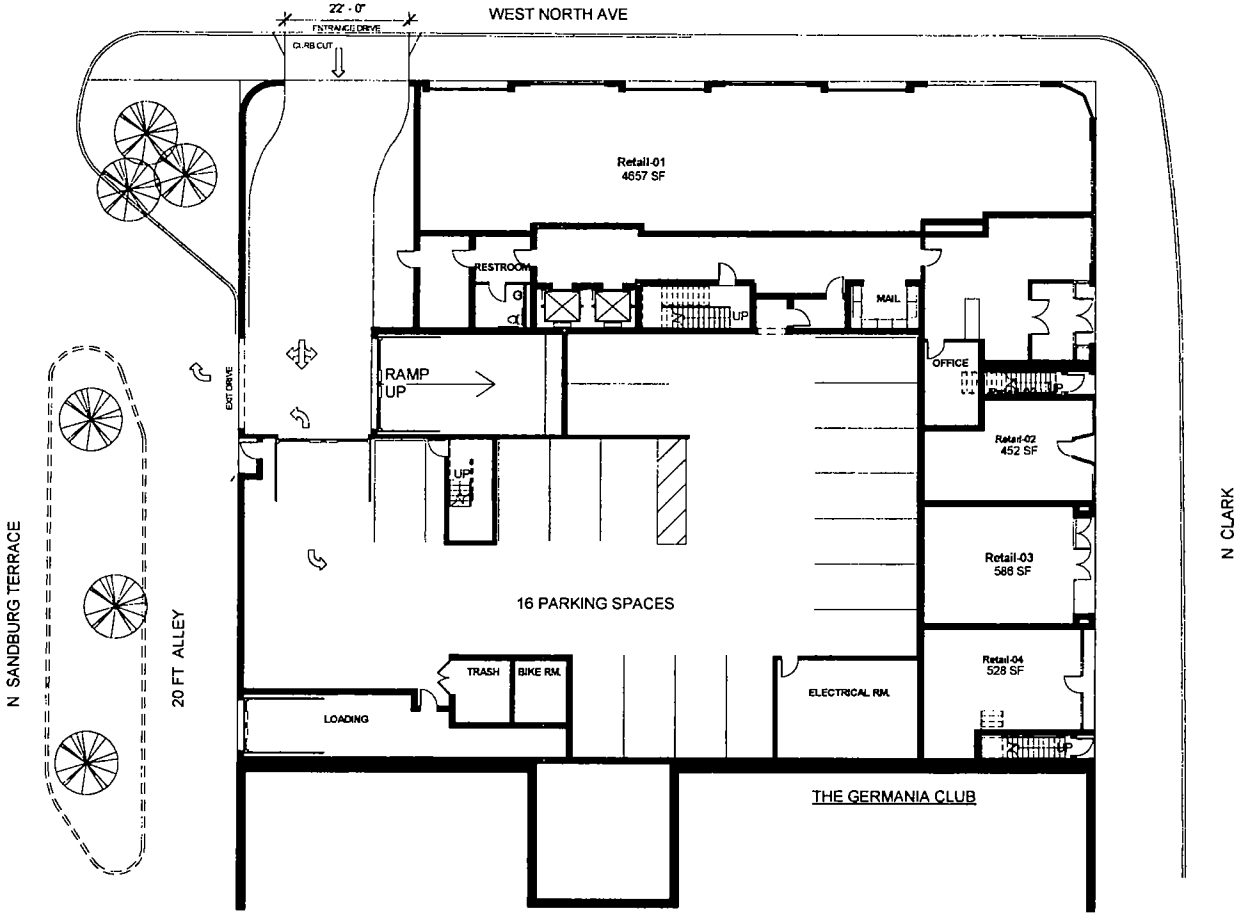 22' - 0"
WEST NORTH AVE
ENTRANCE DRIVE
CURB CUT
Retail-01
4657 SF
RESTROOM
MAIL
UP
RAMP
UP
OFFICE
EXIT DRIVE
UP
Retail-02
452 SF
UP
N SANDBURG TERRACE
20 FT ALLEY
N CLARK
Retail-03
586 SF
16 PARKING SPACES
TRASH
BIKE RM.
Retail-04
528 SF
ELECTRICAL RM.
LOADING
UP
THE GERMANIA CLUB